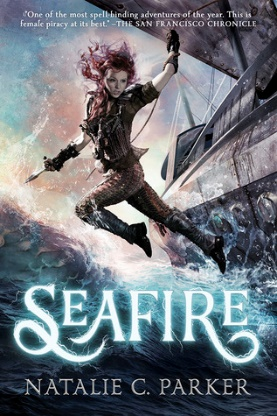 "One of the most spell-binding adventures of the year. This is
female piracy at its best." —THE SAN FRANCISCO CHRONICLE
SEAFIRE
NATALIE C. PARKER